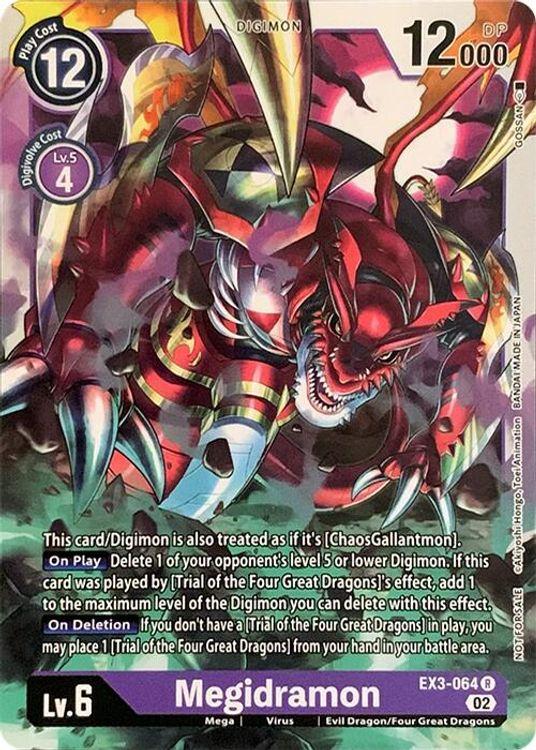 Play Cost
12
DIGIMON
DP
12000
Digivolve Cost
Lv.5
4
GOSSAN
This card/Digimon is also treated as if it's [ChaosGallantmon].
On Play Delete 1 of your opponent's level 5 or lower Digimon. If this
card was played by [Trial of the Four Great Dragons]'s effect, add 1
to the maximum level of the Digimon you can delete with this effect.
On Deletion If you don't have a [Trial of the Four Great Dragons] in play, you
may place 1 [Trial of the Four Great Dragons] from your hand in your battle area.
NOT FOR SALE ©Akiyoshi Hongo, Toei Animation BANDAI MADE IN JAPAN
Lv.6
Megidramon
EX3-064 R
02
Mega | Virus | Evil Dragon/Four Great Dragons